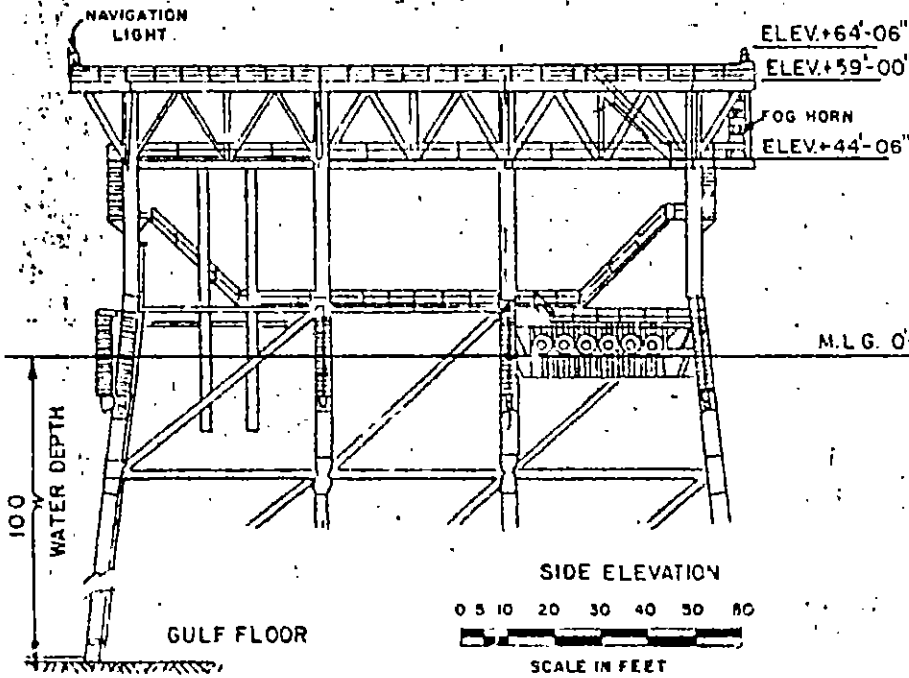 NAVIGATION
LIGHT
ELEV.+64'-06"
ELEV.+59'-00'
FOG HORN
ELEV.+44'-06"
M.L.G. 0'
100
WATER DEPTH
SIDE ELEVATION
0 5 10 20 30 40 50 60
SCALE IN FEET
GULF FLOOR